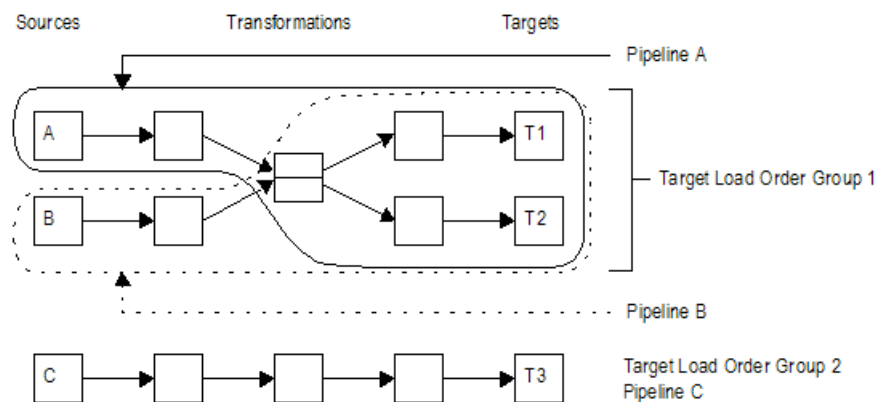 Sources Transformations Targets
Pipeline A
A T1
Target Load Order Group 1
B T2
Pipeline B
C T3
Target Load Order Group 2
Pipeline C